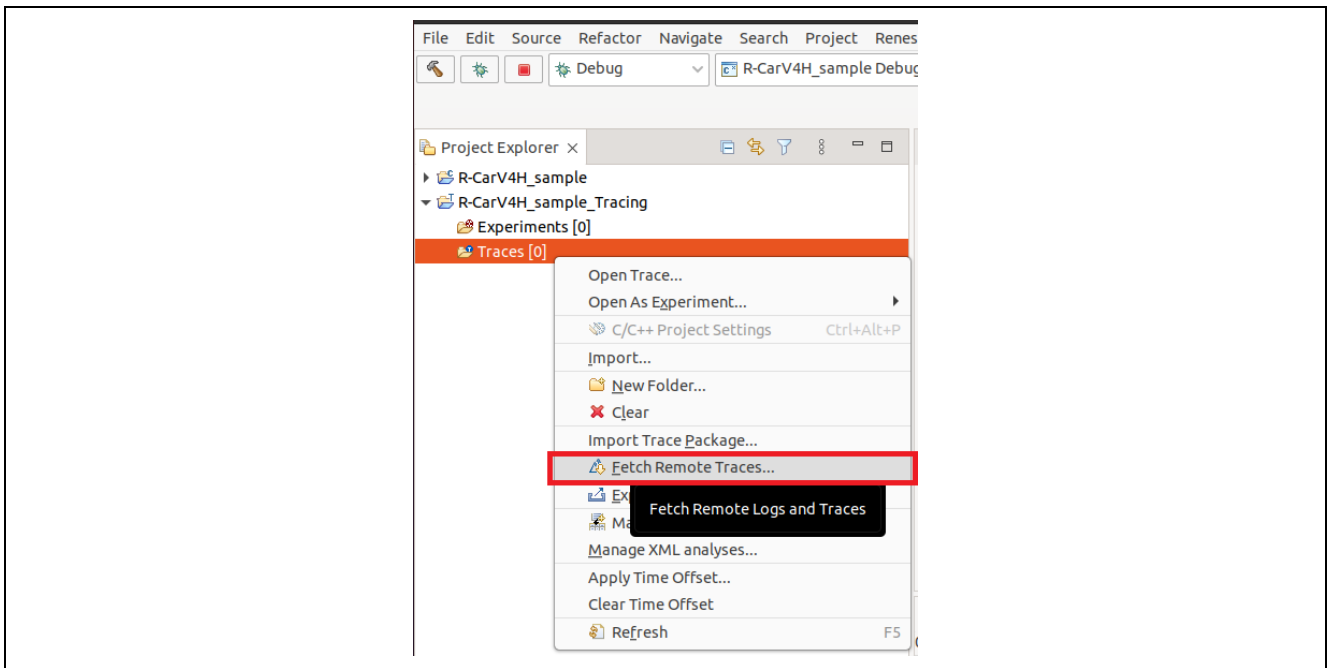 File Edit Source Refactor Navigate Search Project Renes
Debug R-CarV4H_sample Debug
Project Explorer
R-CarV4H_sample
R-CarV4H_sample_Tracing
Experiments [0]
Traces [0]
Open Trace...
Open As Experiment...
C/C++ Project Settings Ctrl+Alt+P
Import...
New Folder...
Clear
Import Trace Package...
Fetch Remote Traces...
Ex
Fetch Remote Logs and Traces
Ma
Manage XML analyses...
Apply Time Offset...
Clear Time Offset
Refresh F5